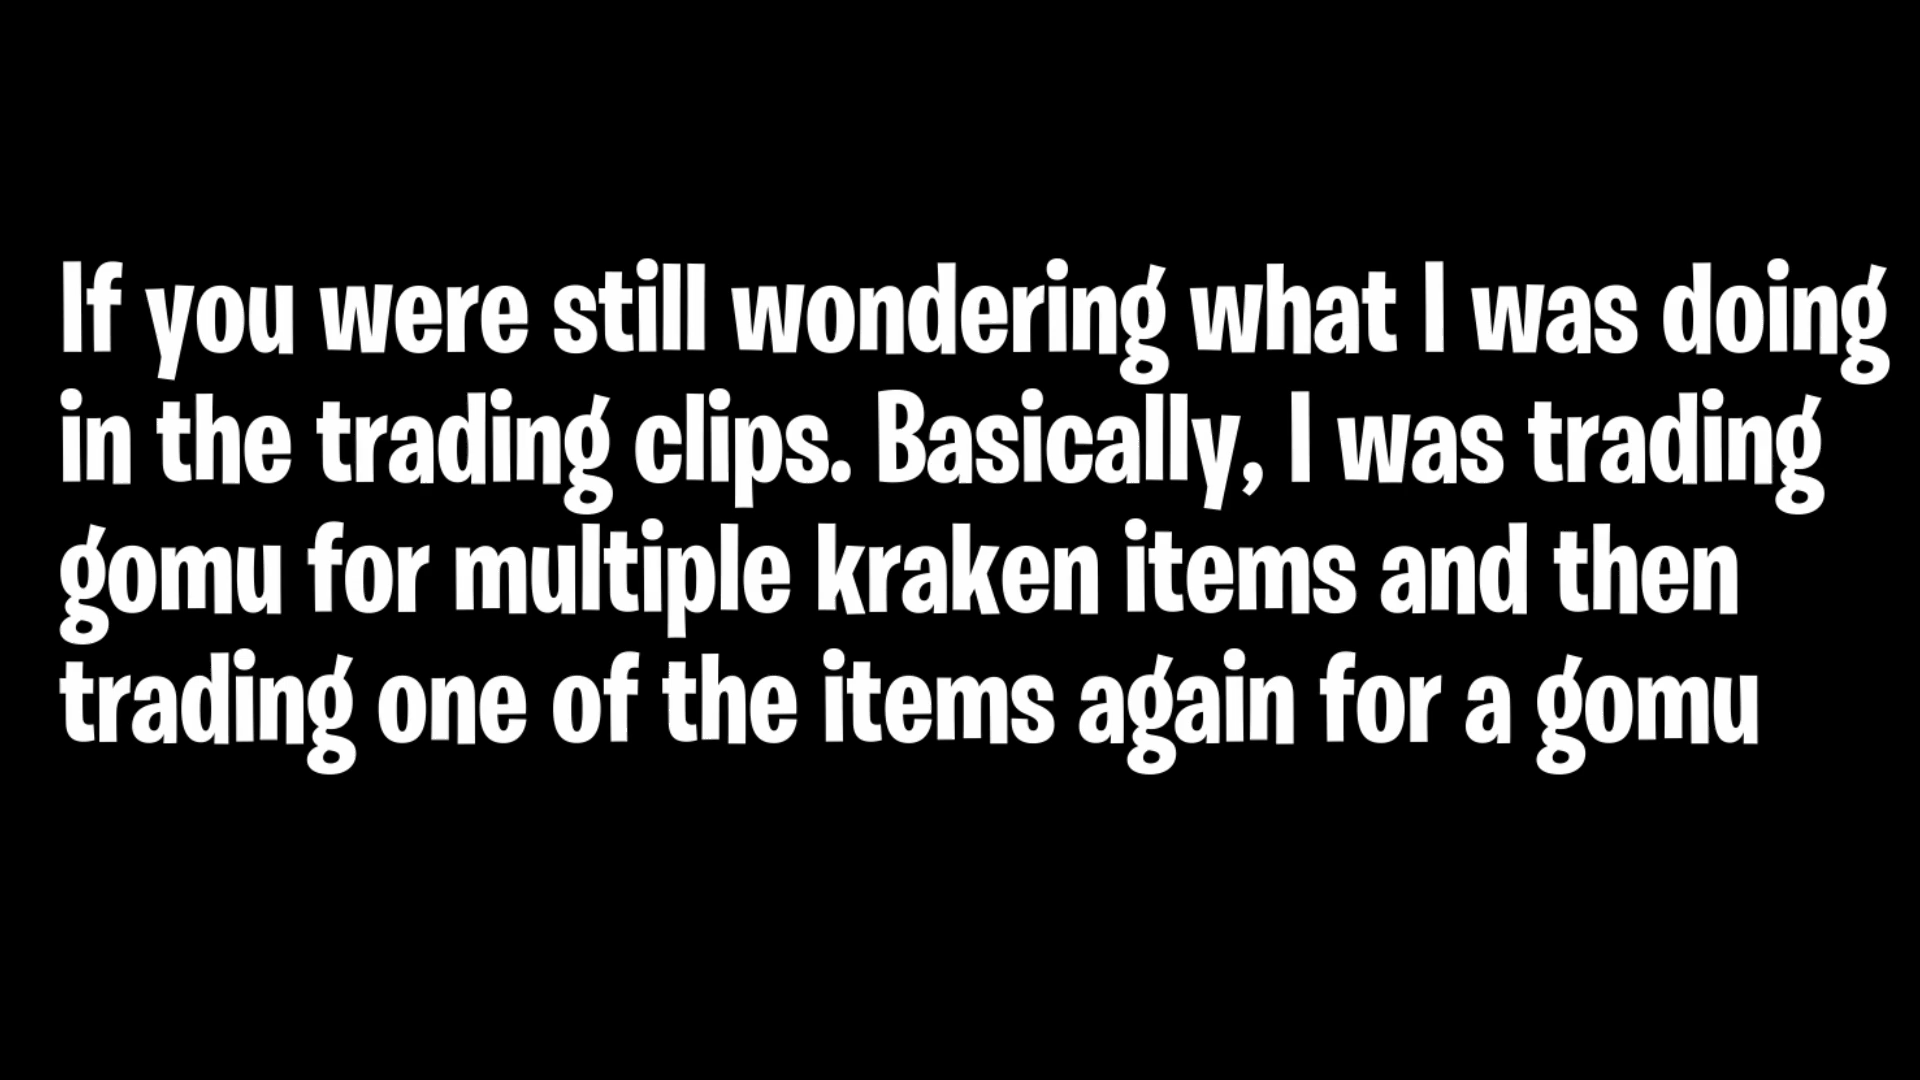 If you were still wondering what I was doing
in the trading clips. Basically, I was trading
gomu for multiple kraken items and then
trading one of the items again for a gomu